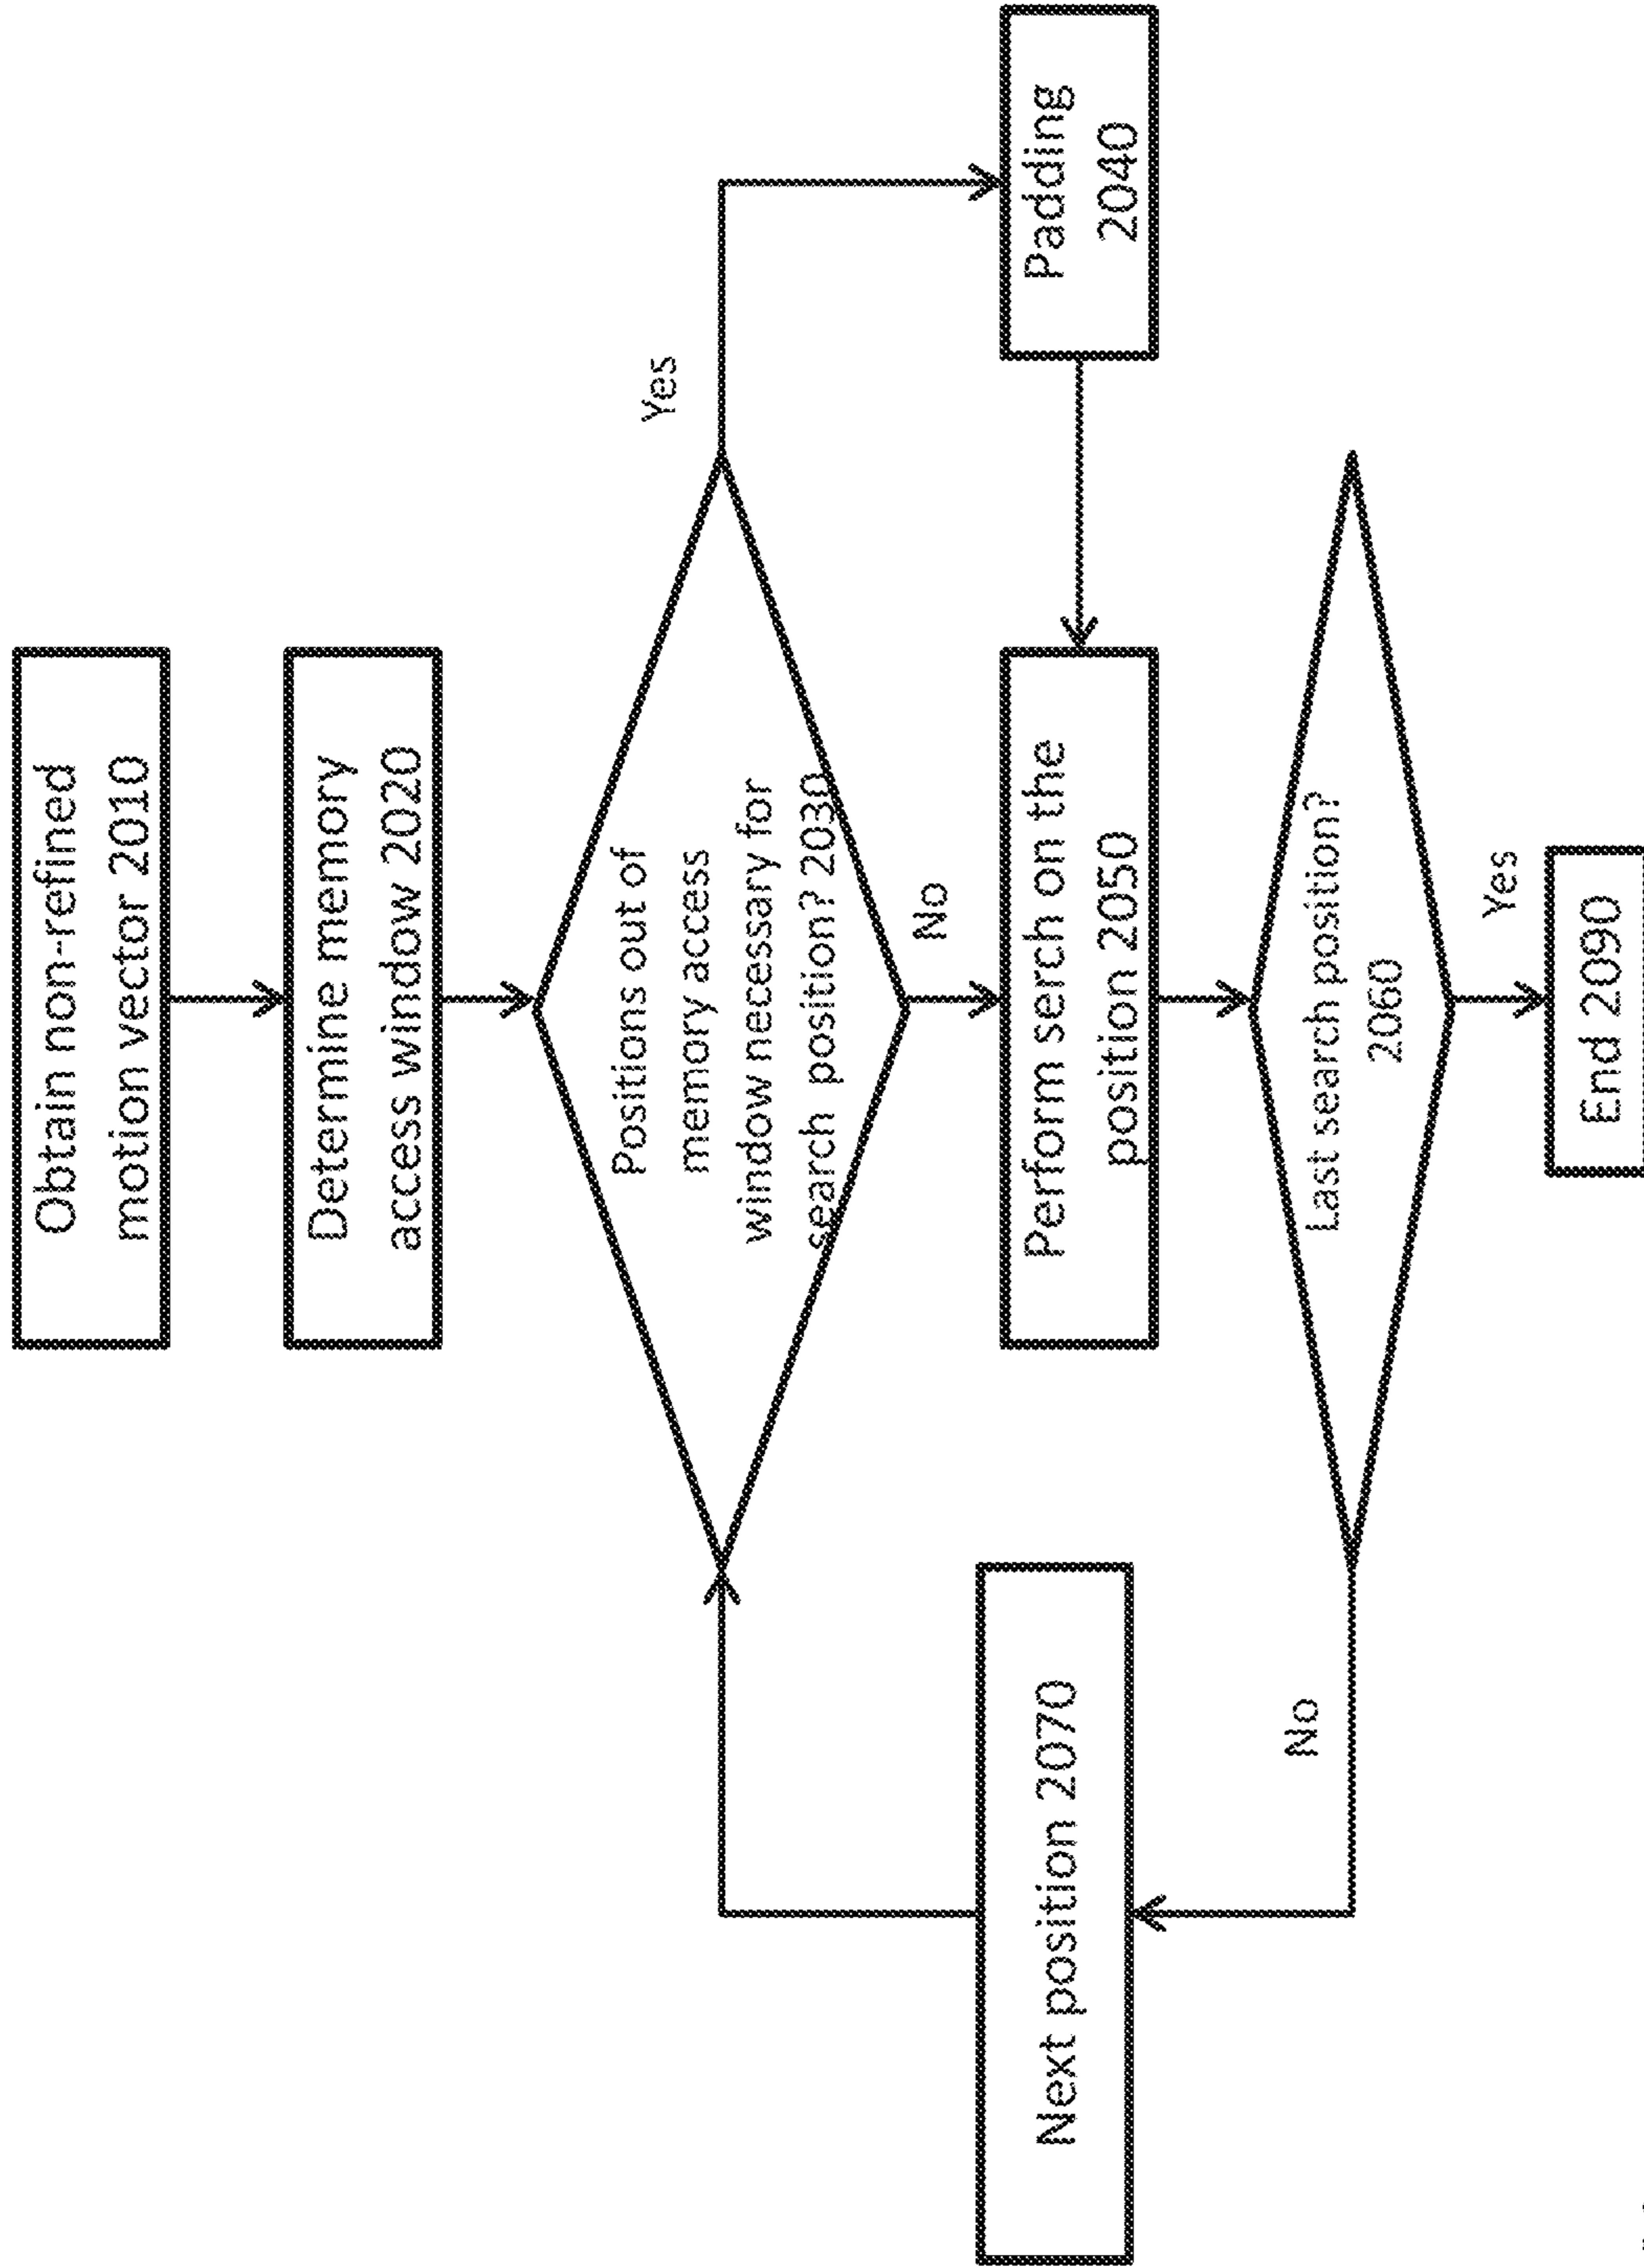 Obtain non-refined
motion vector 2010
Determine memory
access window 2020
Positions out of
memory access
window necessary for
search position? 2030
Yes
No
Padding
2040
Perform serch on the
position 2050
Last search position?
2060
No
Next position 2070
Yes
End 2090